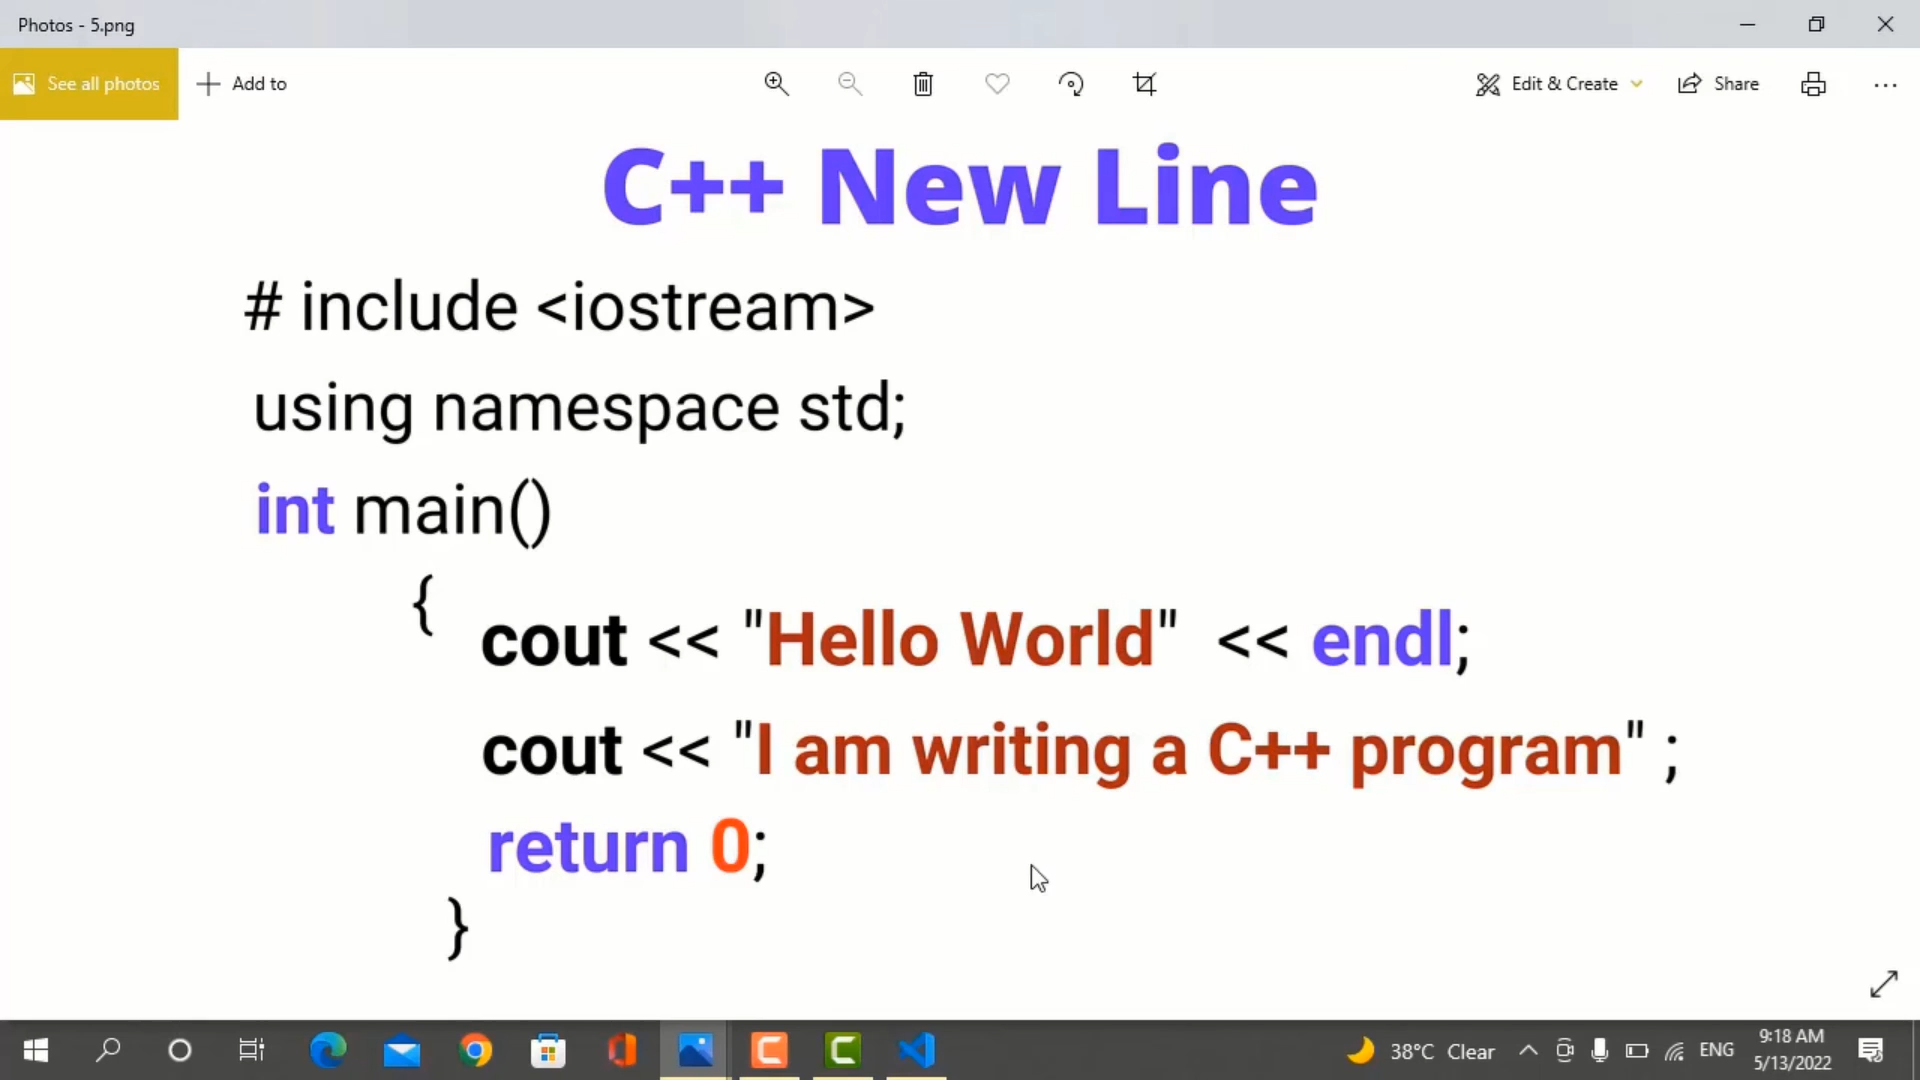 Photos - 5.png
See all photos
Add to
Edit & Create
Share
C++ New Line
# include <iostream>
using namespace std;
int main()
{
cout << "Hello World" << endl;
cout << "I am writing a C++ program" ;
return 0;
}
38°C Clear
ENG
9:18 AM
5/13/2022